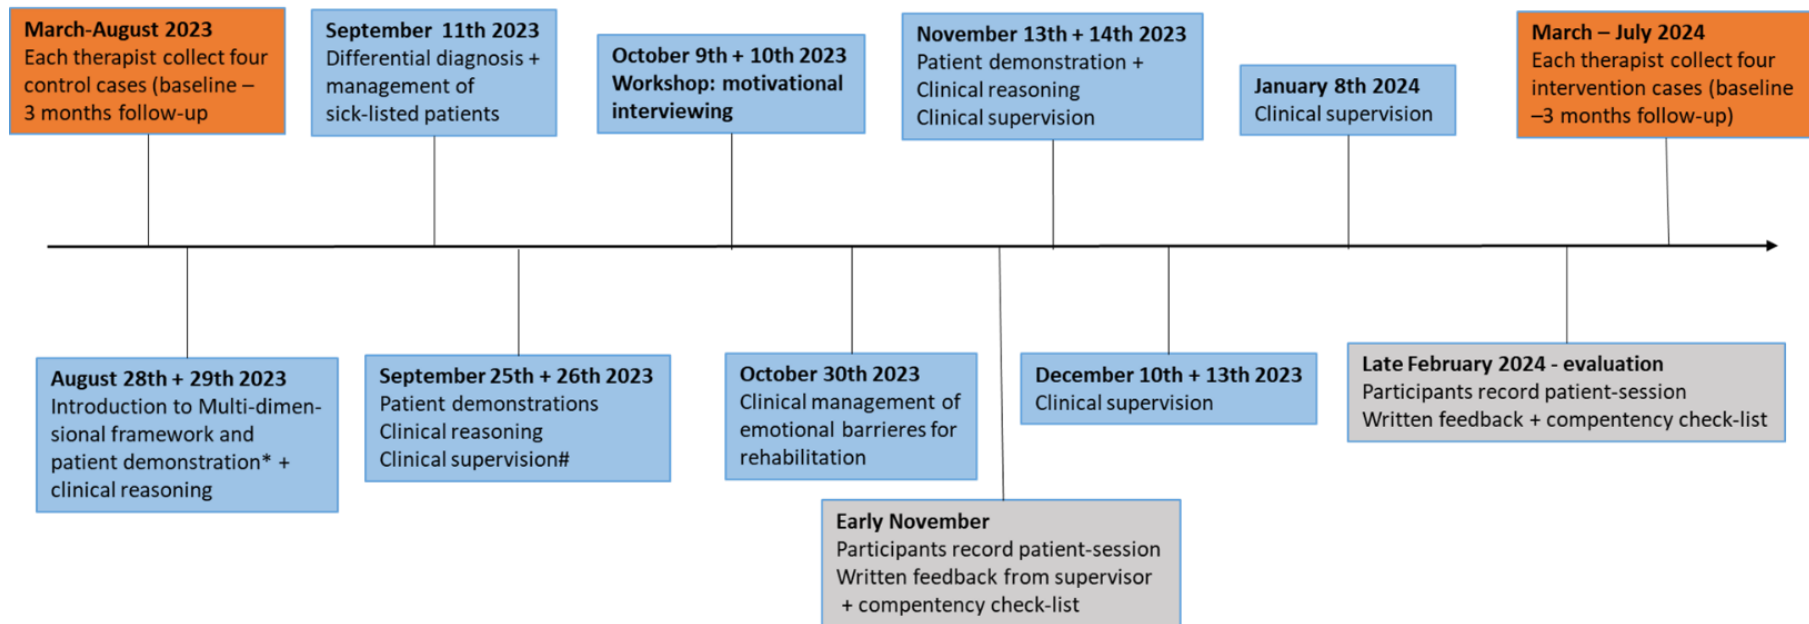 March-August 2023
Each therapist collect four
control cases (baseline –
3 months follow-up
September 11th 2023
Differential diagnosis +
management of
sick-listed patients
October 9th + 10th 2023
Workshop: motivational
interviewing
November 13th + 14th 2023
Patient demonstration +
Clinical reasoning
Clinical supervision
January 8th 2024
Clinical supervision
March – July 2024
Each therapist collect four
intervention cases (baseline
–3 months follow-up)
August 28th + 29th 2023
Introduction to Multi-dimen-
sional framework and
patient demonstration* +
clinical reasoning
September 25th + 26th 2023
Patient demonstrations
Clinical reasoning
Clinical supervision#
October 30th 2023
Clinical management of
emotional barrieres for
rehabilitation
Early November
Participants record patient-session
Written feedback from supervisor
+ compentency check-list
December 10th + 13th 2023
Clinical supervision
Late February 2024 - evaluation
Participants record patient-session
Written feedback + compentency check-list